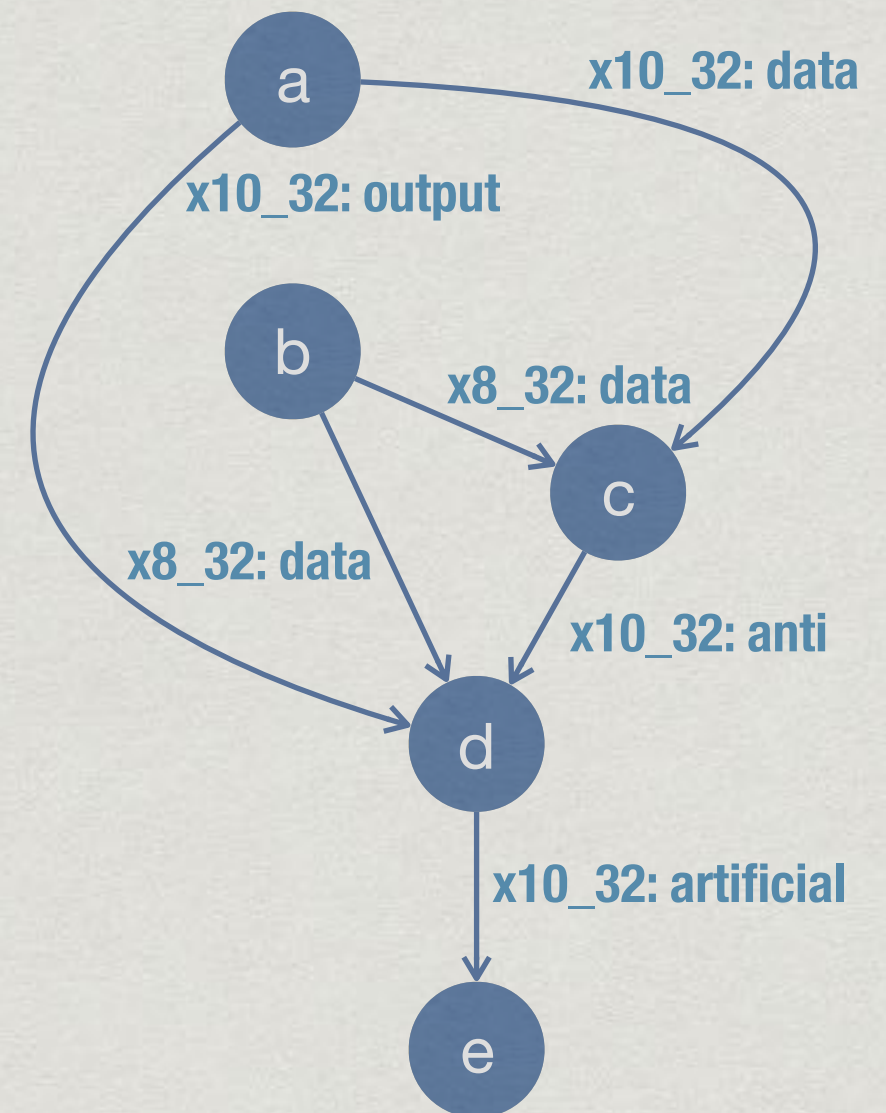 a
x10_32: data
x10_32: output
b
x8_32: data
c
x8_32: data
x10_32: anti
d
x10_32: artificial
e